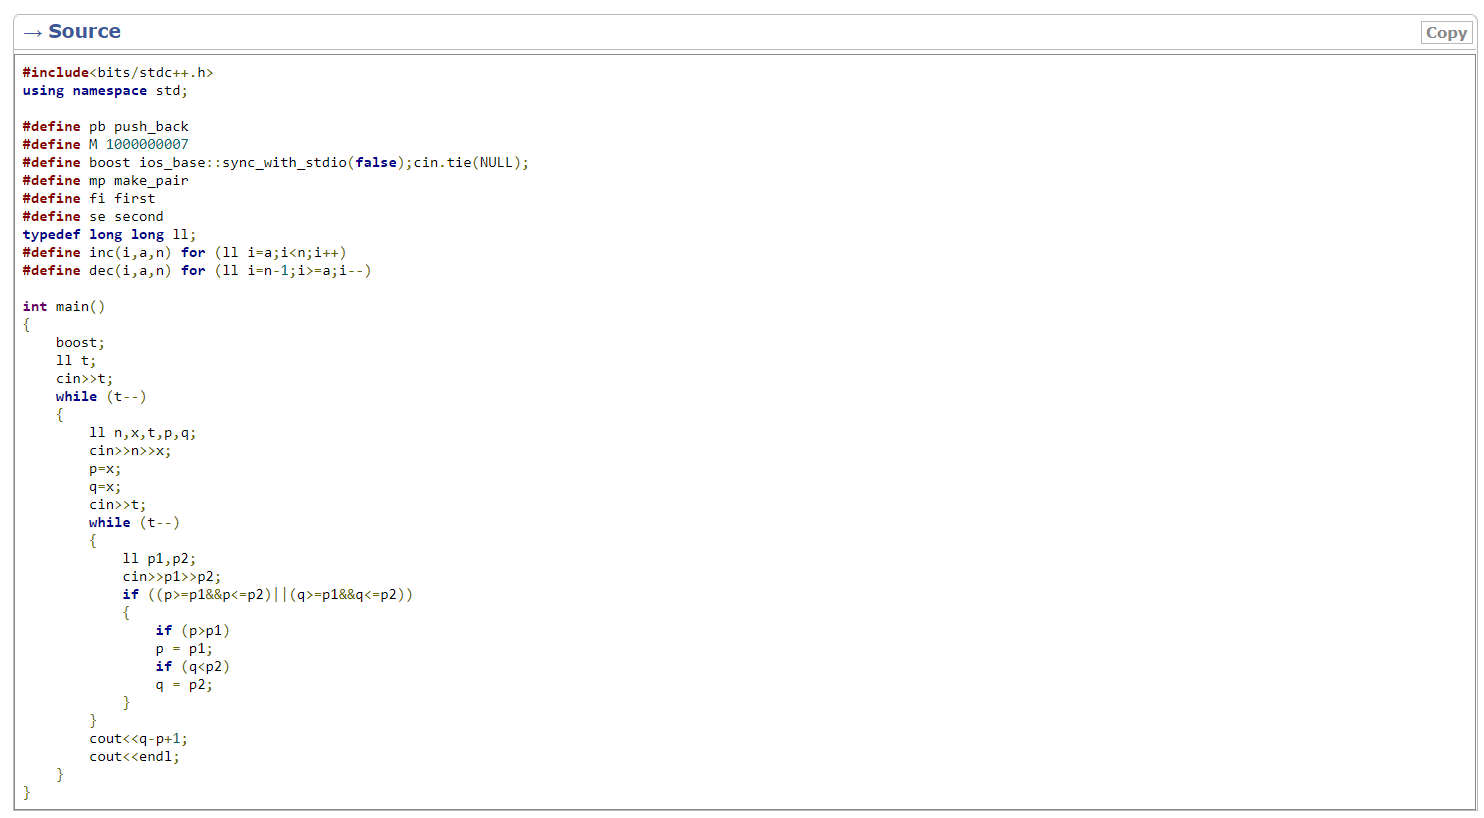 → Source
Copy
#include<bits/stdc++.h>
using namespace std;

#define pb push_back
#define M 1000000007
#define boost ios_base::sync_with_stdio(false);cin.tie(NULL);
#define mp make_pair
#define fi first
#define se second
typedef long long ll;
#define inc(i,a,n) for (ll i=a;i<n;i++)
#define dec(i,a,n) for (ll i=n-1;i>=a;i--)

int main()
{
    boost;
    ll t;
    cin>>t;
    while (t--)
    {
        ll n,x,t,p,q;
        cin>>n>>x;
        p=x;
        q=x;
        cin>>t;
        while (t--)
        {
            ll p1,p2;
            cin>>p1>>p2;
            if ((p>=p1&&p<=p2)||(q>=p1&&q<=p2))
            {
                if (p>p1)
                p = p1;
                if (q<p2)
                q = p2;
            }
        }
        cout<<q-p+1;
        cout<<endl;
    }
}